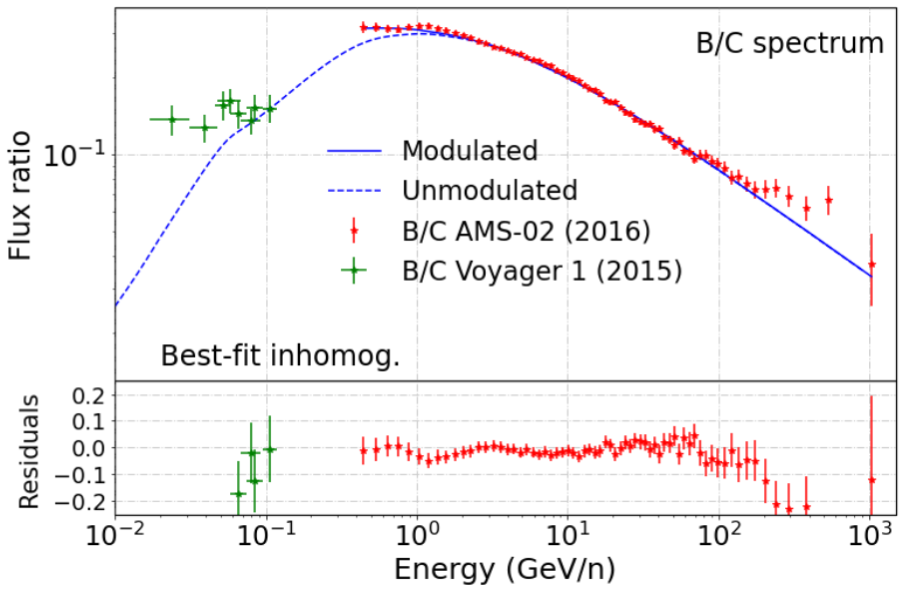 B/C spectrum
Flux ratio
10⁻¹
Modulated
Unmodulated
B/C AMS-02 (2016)
B/C Voyager 1 (2015)
Best-fit inhomog.
Residuals
0.2
0.1
0.0
−0.1
−0.2
10⁻² 10⁻¹ 10⁰ 10¹ 10² 10³
Energy (GeV/n)